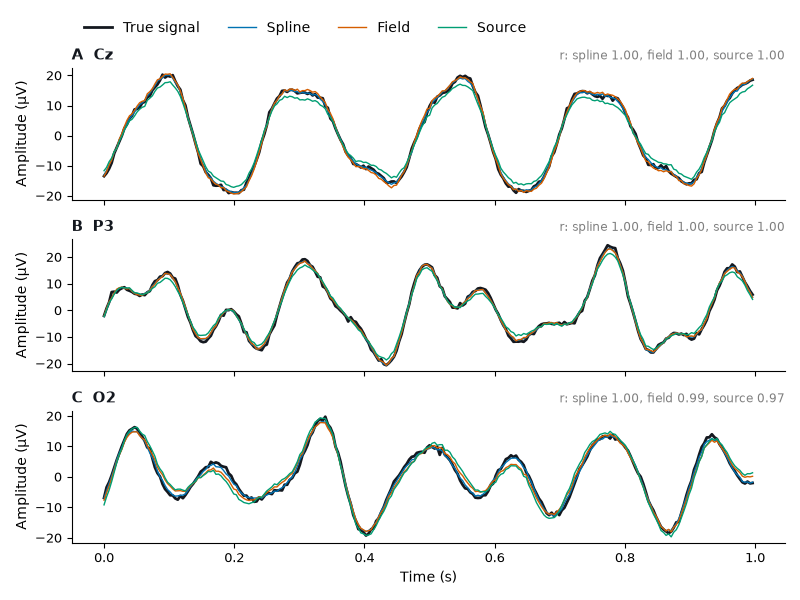 True signal Spline Field Source
A Cz r: spline 1.00, field 1.00, source 1.00
20
10
0
−10
−20
Amplitude (µV)
B P3 r: spline 1.00, field 1.00, source 1.00
20
10
0
−10
−20
Amplitude (µV)
C O2 r: spline 1.00, field 0.99, source 0.97
20
10
0
−10
−20
Amplitude (µV)
0.0 0.2 0.4 0.6 0.8 1.0
Time (s)